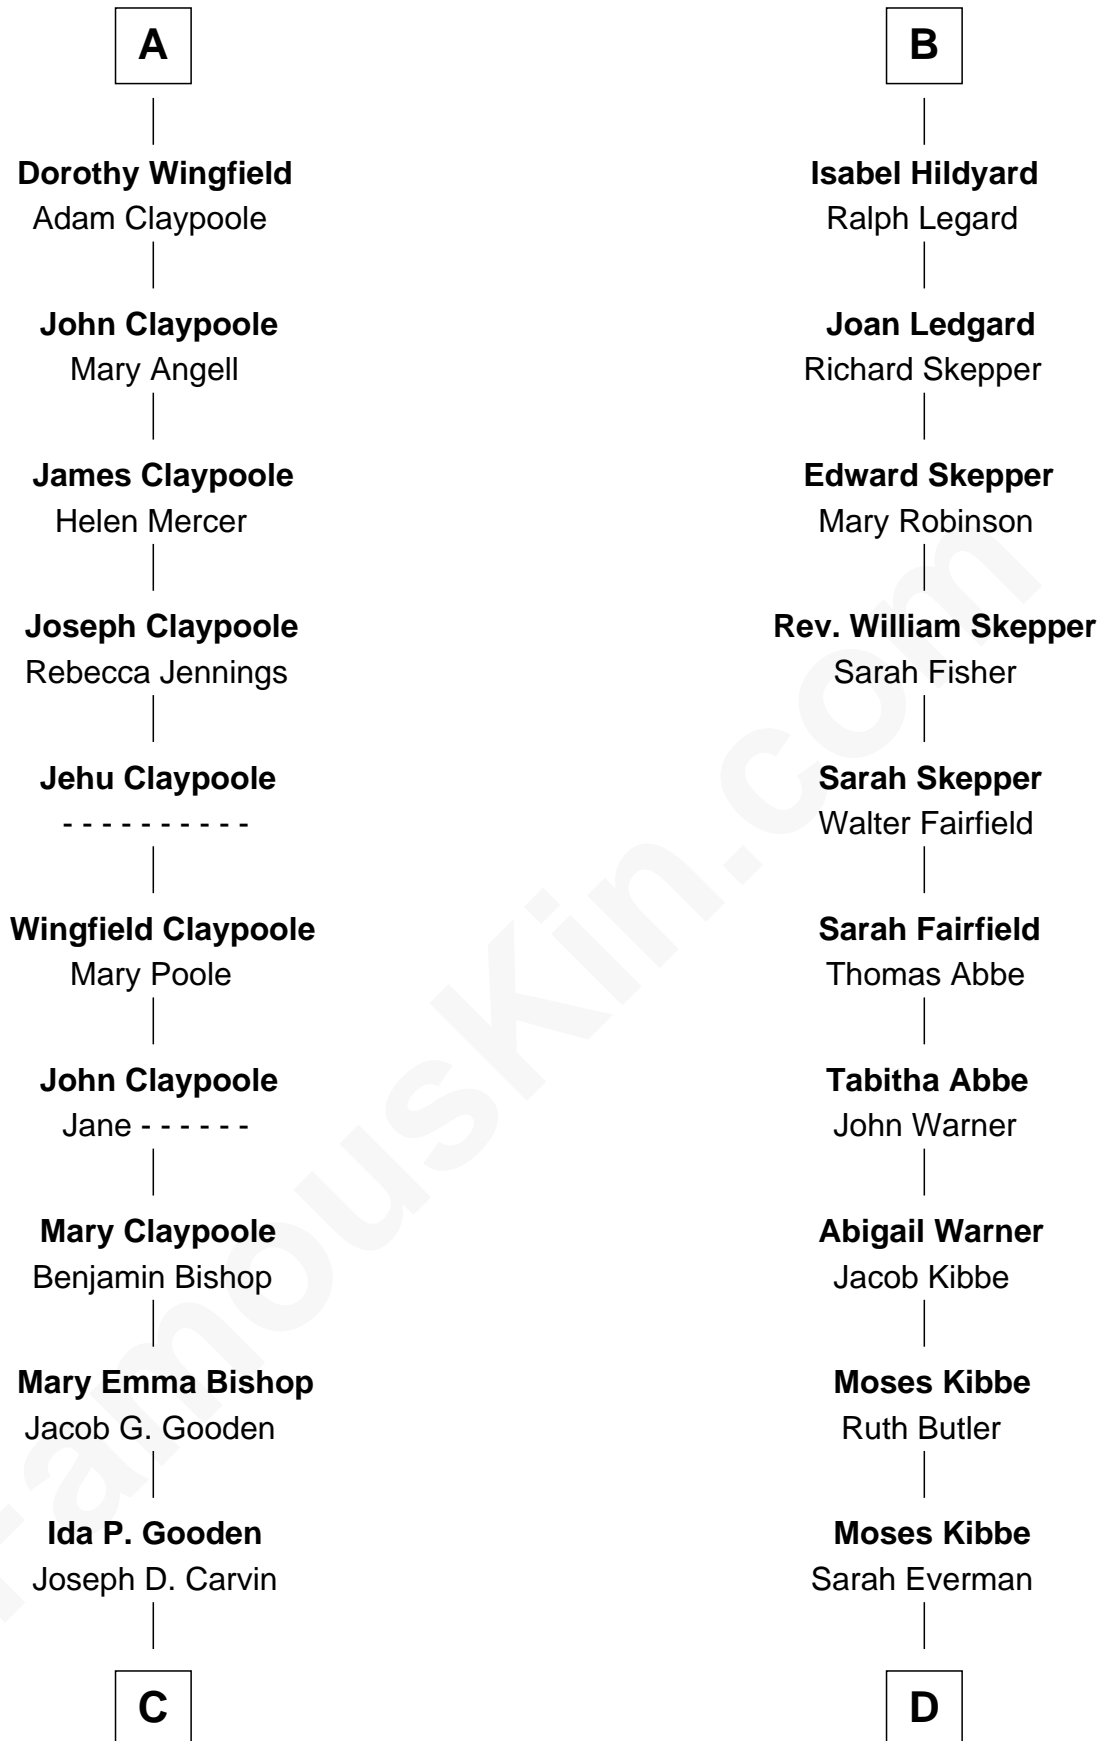 A
Dorothy Wingfield
Adam Claypoole
John Claypoole
Mary Angell
James Claypoole
Helen Mercer
Joseph Claypoole
Rebecca Jennings
Jehu Claypoole
- - - - - - - - - -
Wingfield Claypoole
Mary Poole
John Claypoole
Jane - - - - - -
Mary Claypoole
Benjamin Bishop
Mary Emma Bishop
Jacob G. Gooden
Ida P. Gooden
Joseph D. Carvin
C
B
Isabel Hildyard
Ralph Legard
Joan Ledgard
Richard Skepper
Edward Skepper
Mary Robinson
Rev. William Skepper
Sarah Fisher
Sarah Skepper
Walter Fairfield
Sarah Fairfield
Thomas Abbe
Tabitha Abbe
John Warner
Abigail Warner
Jacob Kibbe
Moses Kibbe
Ruth Butler
Moses Kibbe
Sarah Everman
D
FamousKin.com